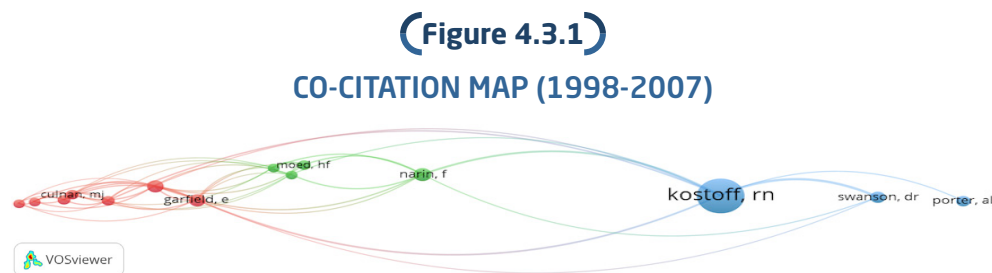 Figure 4.3.1
CO-CITATION MAP (1998-2007)
culnan, mj
garfield, e
moed, hf
narin, f
kostoff, rn
swanson, dr
porter, al
VOSviewer